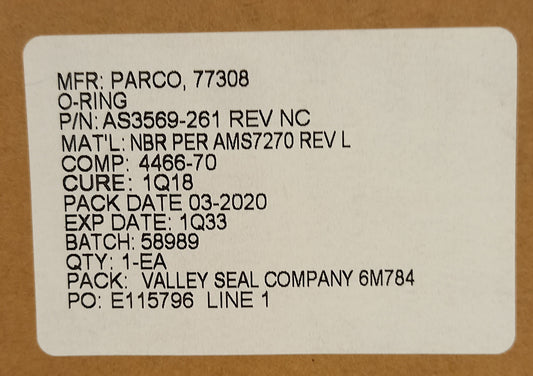 MFR: PARCO, 77308
O-RING
P/N: AS3569-261 REV NC
MAT'L: NBR PER AMS7270 REV L
COMP: 4466-70
CURE: 1Q18
PACK DATE 03-2020
EXP DATE: 1Q33
BATCH: 58989
QTY: 1-EA
PACK: VALLEY SEAL COMPANY 6M784
PO: E115796 LINE 1